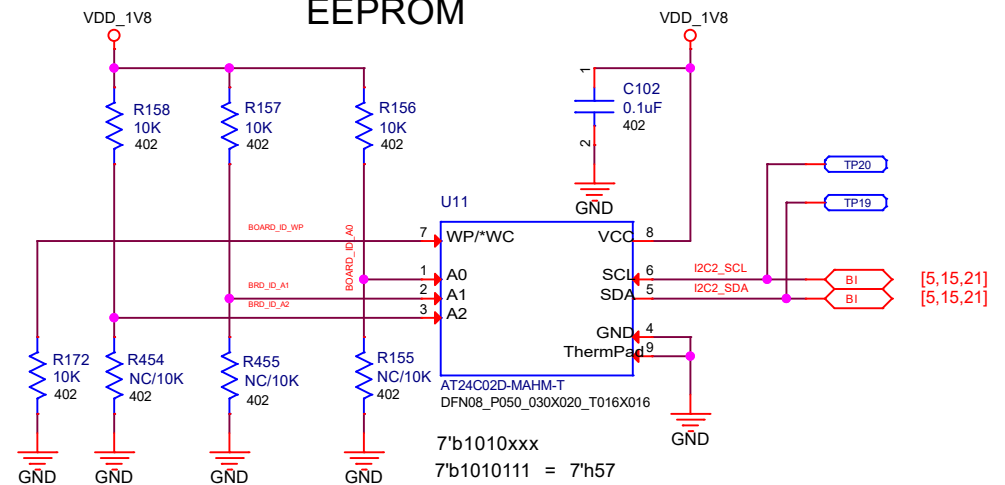 EEPROM
VDD_1V8
VDD_1V8
R158
10K
402
R157
10K
402
R156
10K
402
1
C102
0.1uF
402
2
GND
TP20
TP19
U11
BOARD_ID_WP
7
WP/*WC
VCC
8
BOARD_ID_A0
1
A0
SCL
6
I2C2_SCL
BI
[5,15,21]
BRD_ID_A1
2
A1
SDA
5
I2C2_SDA
BI
[5,15,21]
BRD_ID_A2
3
A2
GND
4
ThermPad
9
R172
10K
402
R454
NC/10K
402
R455
NC/10K
402
R155
NC/10K
402
AT24C02D-MAHM-T
DFN08_P050_030X020_T016X016
GND
GND
GND
GND
GND
7'b1010xxx
7'b1010111 = 7'h57